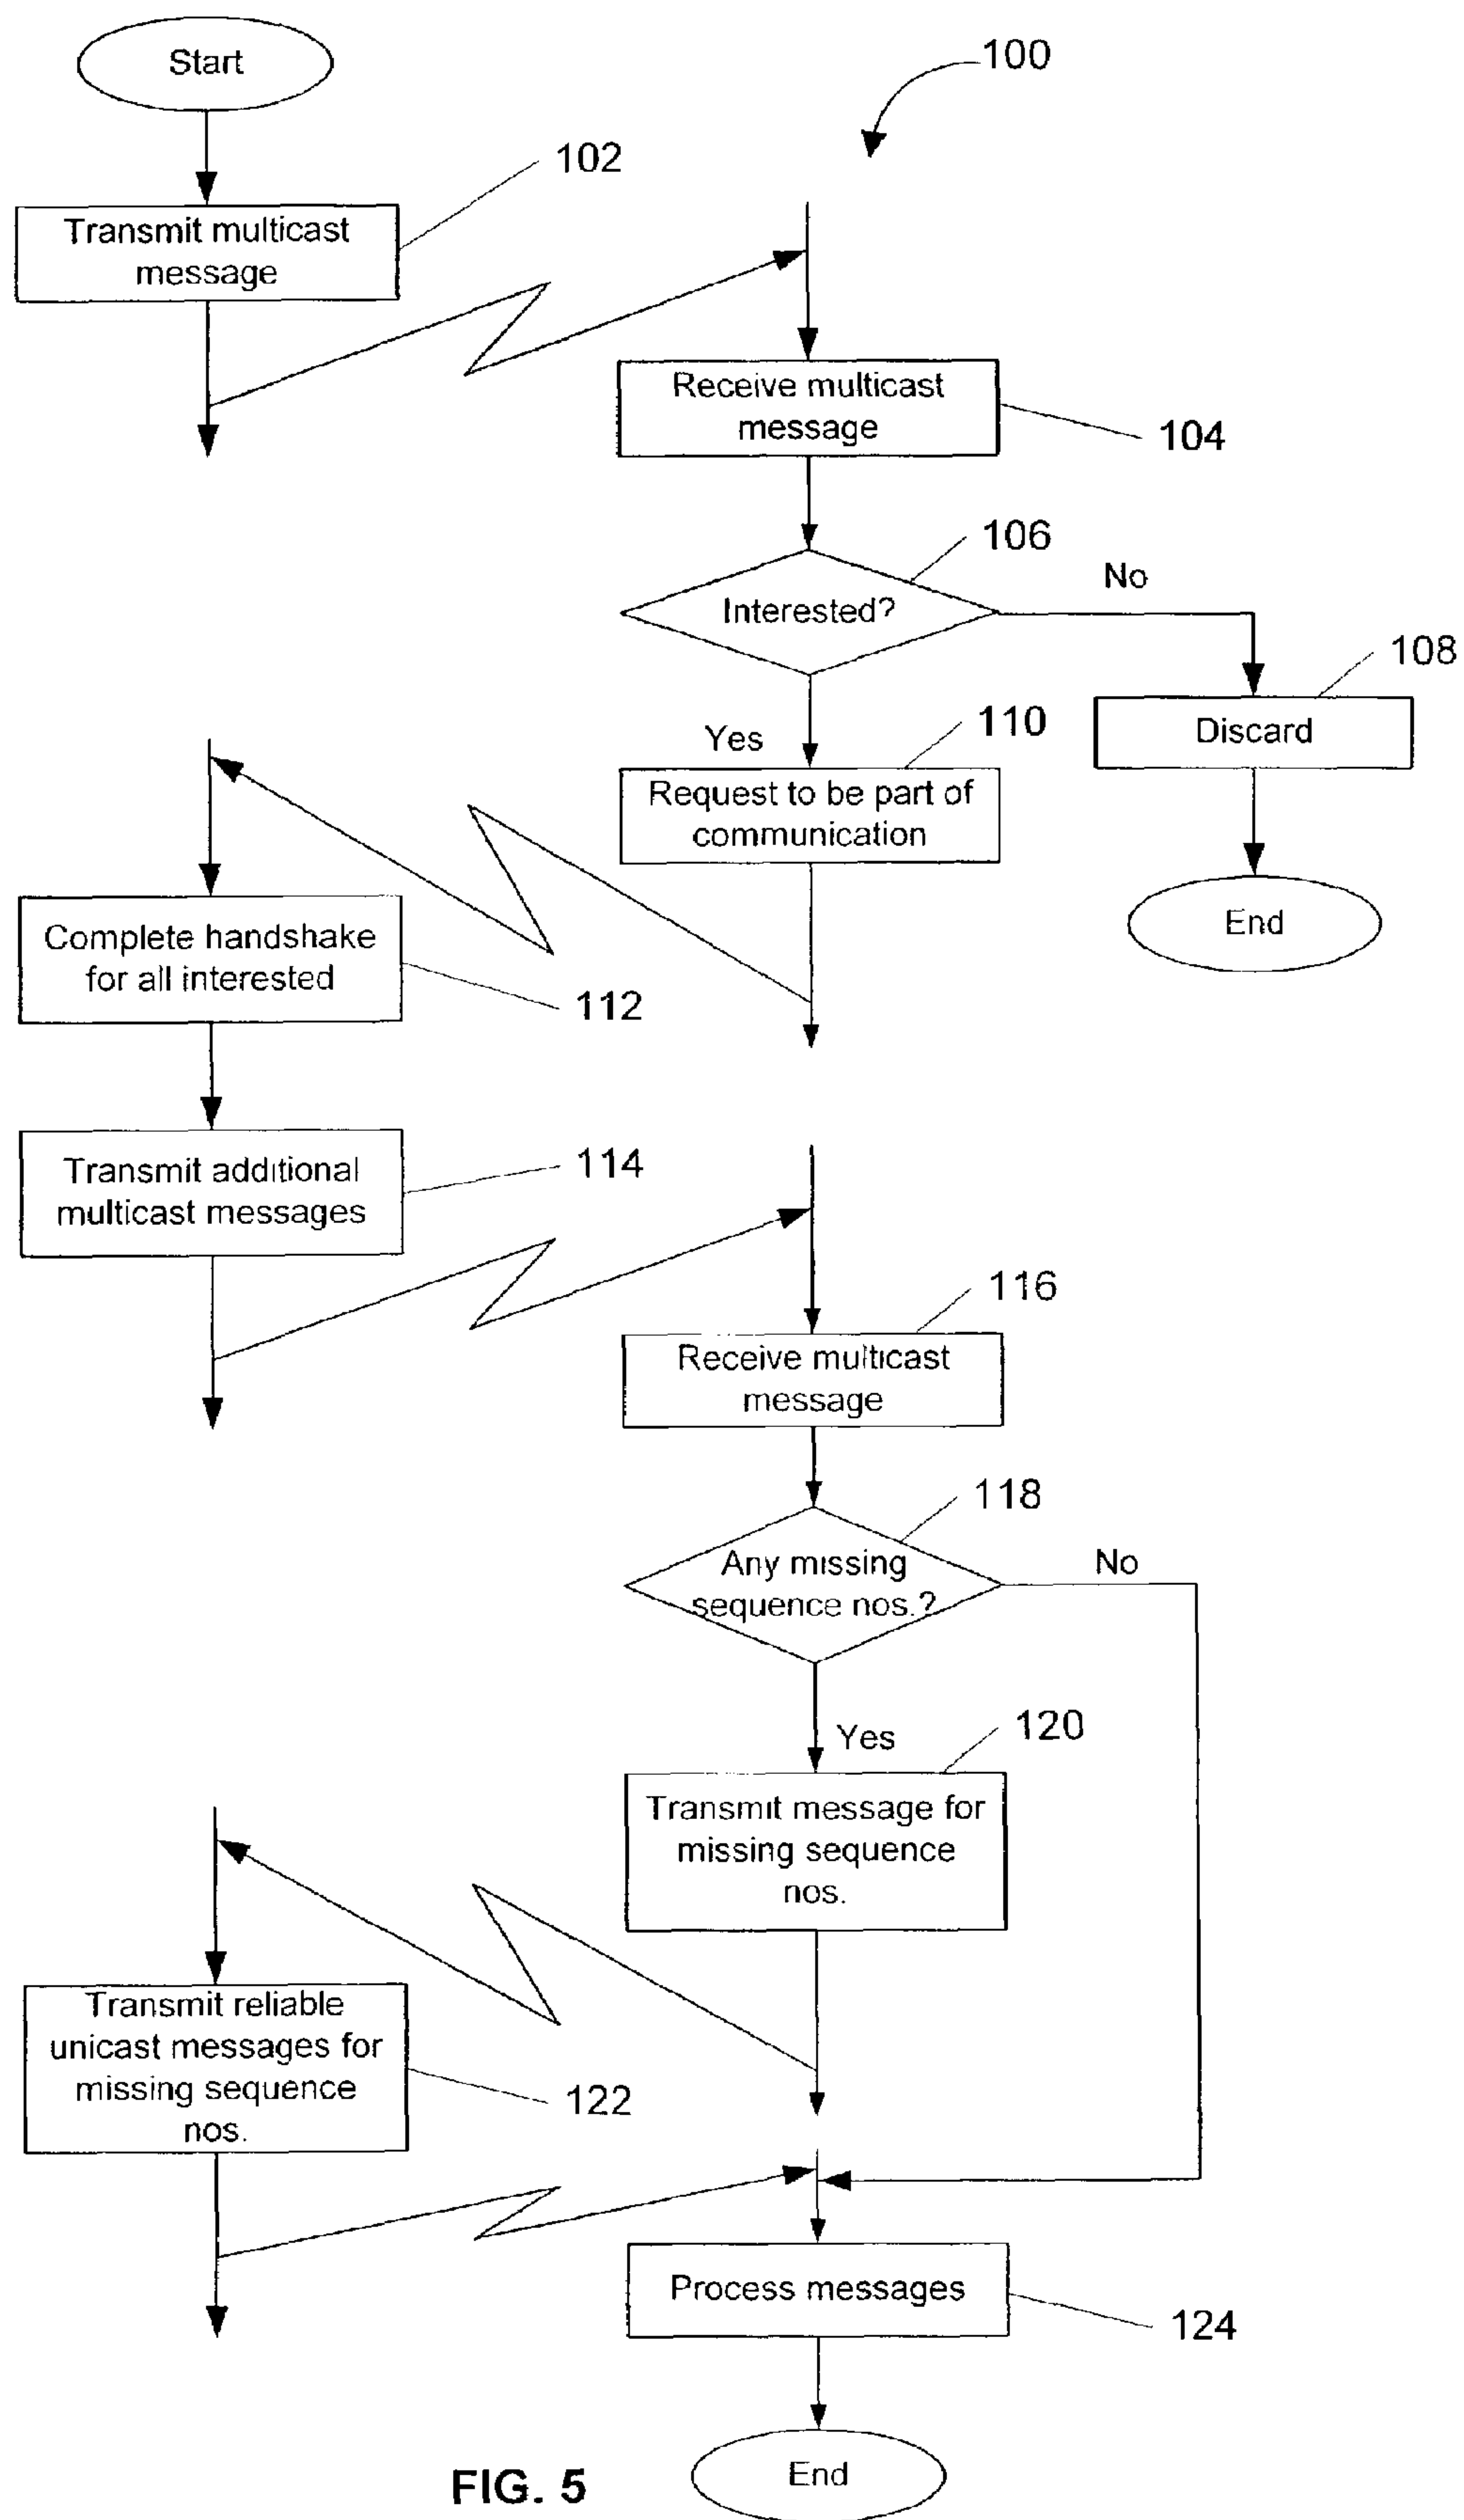 Start
100
102
Transmit multicast
message
Receive multicast
message
104
106
Interested?
No
108
Discard
Yes
110
Request to be part of
communication
End
Complete handshake
for all interested
112
Transmit additional
multicast messages
114
116
Receive multicast
message
118
Any missing
sequence nos.?
No
Yes
120
Transmit message for
missing sequence
nos.
Transmit reliable
unicast messages for
missing sequence
nos.
122
Process messages
124
End
FIG. 5